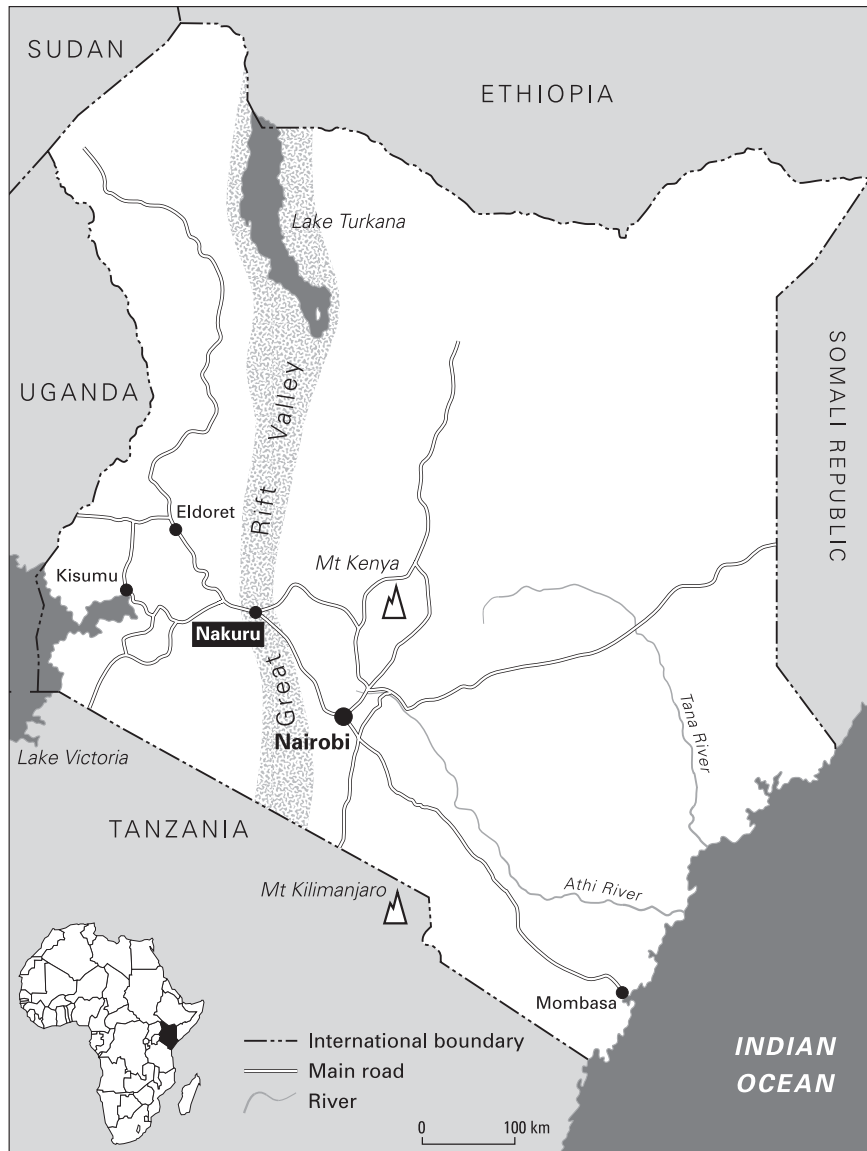 SUDAN
ETHIOPIA
Lake Turkana
UGANDA
SOMALI REPUBLIC
Great Rift Valley
Eldoret
Mt Kenya
Kisumu
Nakuru
Nairobi
Tana River
Lake Victoria
TANZANIA
Mt Kilimanjaro
Athi River
Mombasa
International boundary
Main road
River
INDIAN
OCEAN
0 100 km